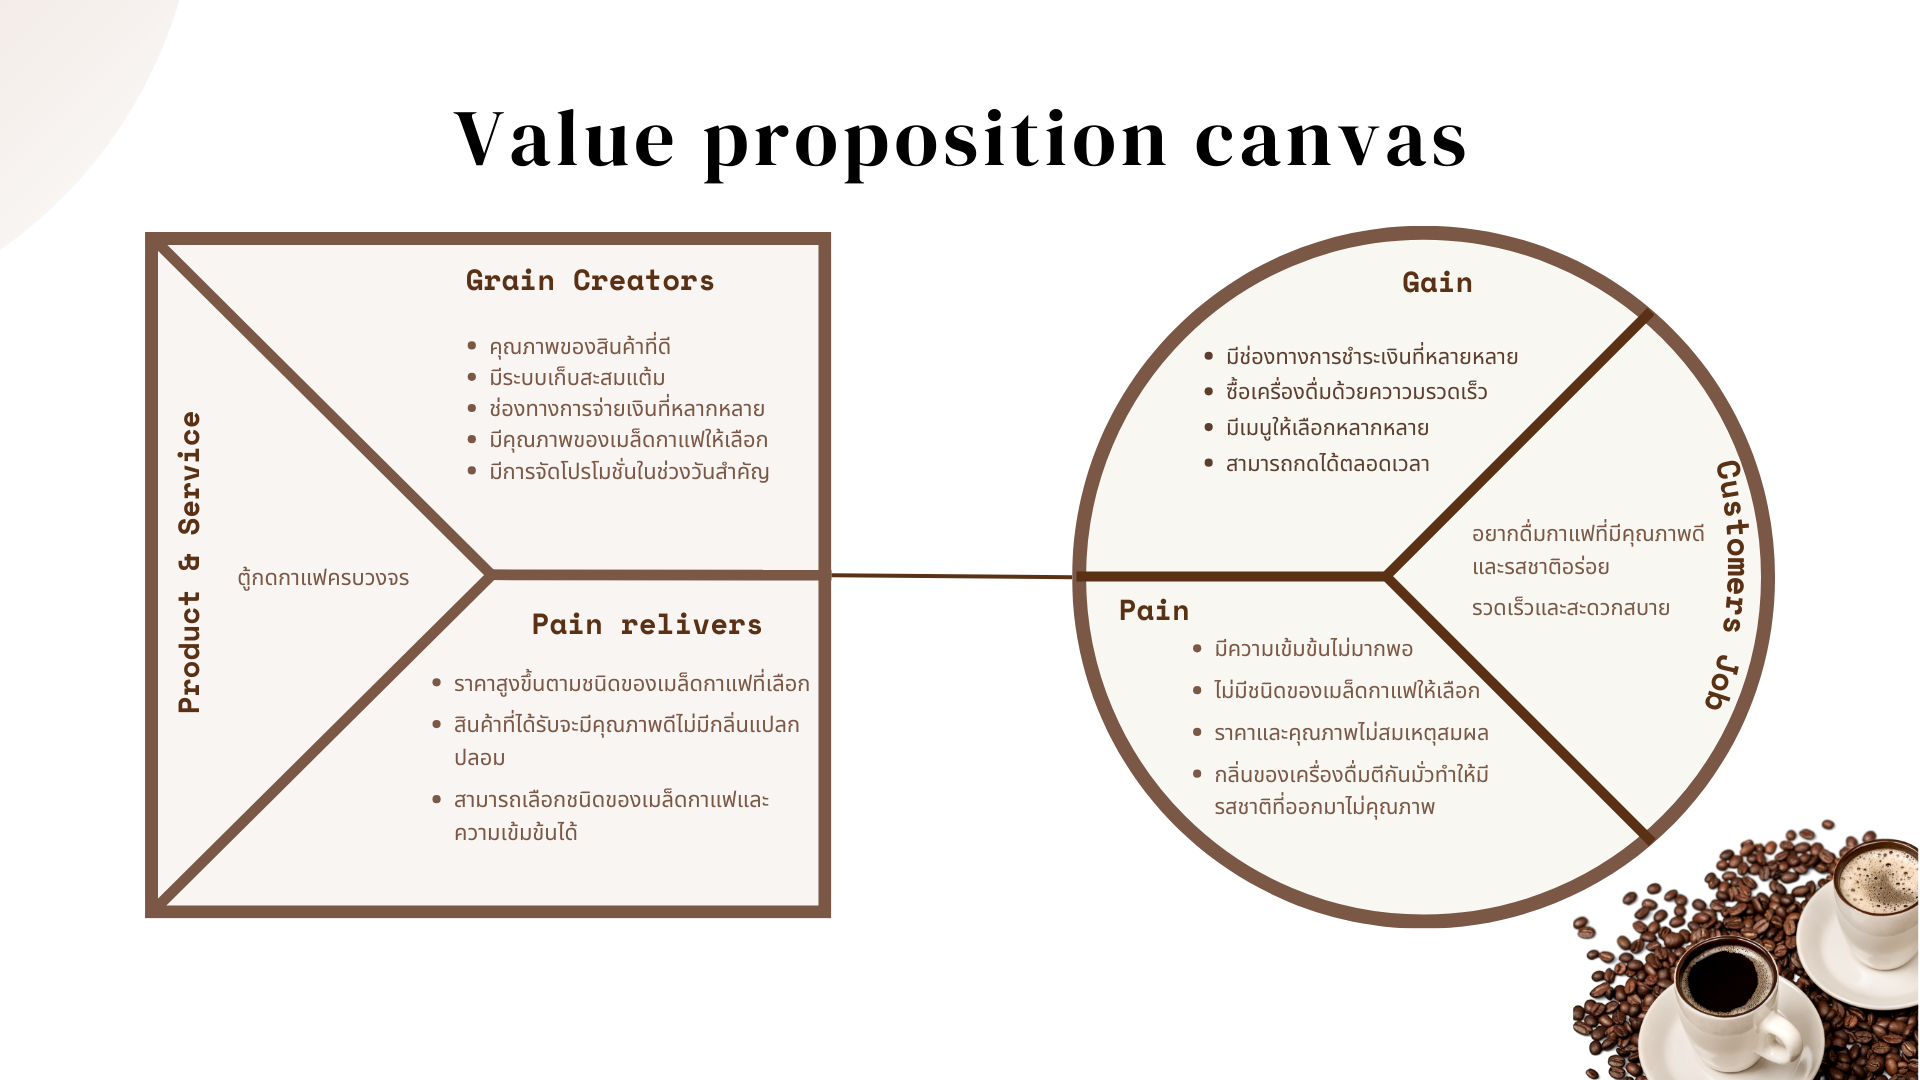 Value proposition canvas
Grain Creators
• คุณภาพของสินค้าที่ดี
• มีระบบเก็บสะสมแต้ม
• ช่องทางการจ่ายเงินที่หลากหลาย
• มีคุณภาพของเมล็ดกาแฟให้เลือก
• มีการจัดโปรโมชั่นในช่วงวันสำคัญ
Product & Service
ตู้กดกาแฟครบวงจร
Pain relivers
• ราคาสูงขึ้นตามชนิดของเมล็ดกาแฟที่เลือก
• สินค้าที่ได้รับจะมีคุณภาพดีไม่มีกลิ่นแปลก
ปลอม
• สามารถเลือกชนิดของเมล็ดกาแฟและ
ความเข้มข้นได้
Gain
• มีช่องทางการชำระเงินที่หลายหลาย
• ซื้อเครื่องดื่มด้วยควาวมรวดเร็ว
• มีเมนูให้เลือกหลากหลาย
• สามารถกดได้ตลอดเวลา
Customers Job
อยากดื่มกาแฟที่มีคุณภาพดี
และรสชาติอร่อย
รวดเร็วและสะดวกสบาย
Pain
• มีความเข้มข้นไม่มากพอ
• ไม่มีชนิดของเมล็ดกาแฟให้เลือก
• ราคาและคุณภาพไม่สมเหตุสมผล
• กลิ่นของเครื่องดื่มตีกันมั่วทำให้มี
รสชาติที่ออกมาไม่คุณภาพ